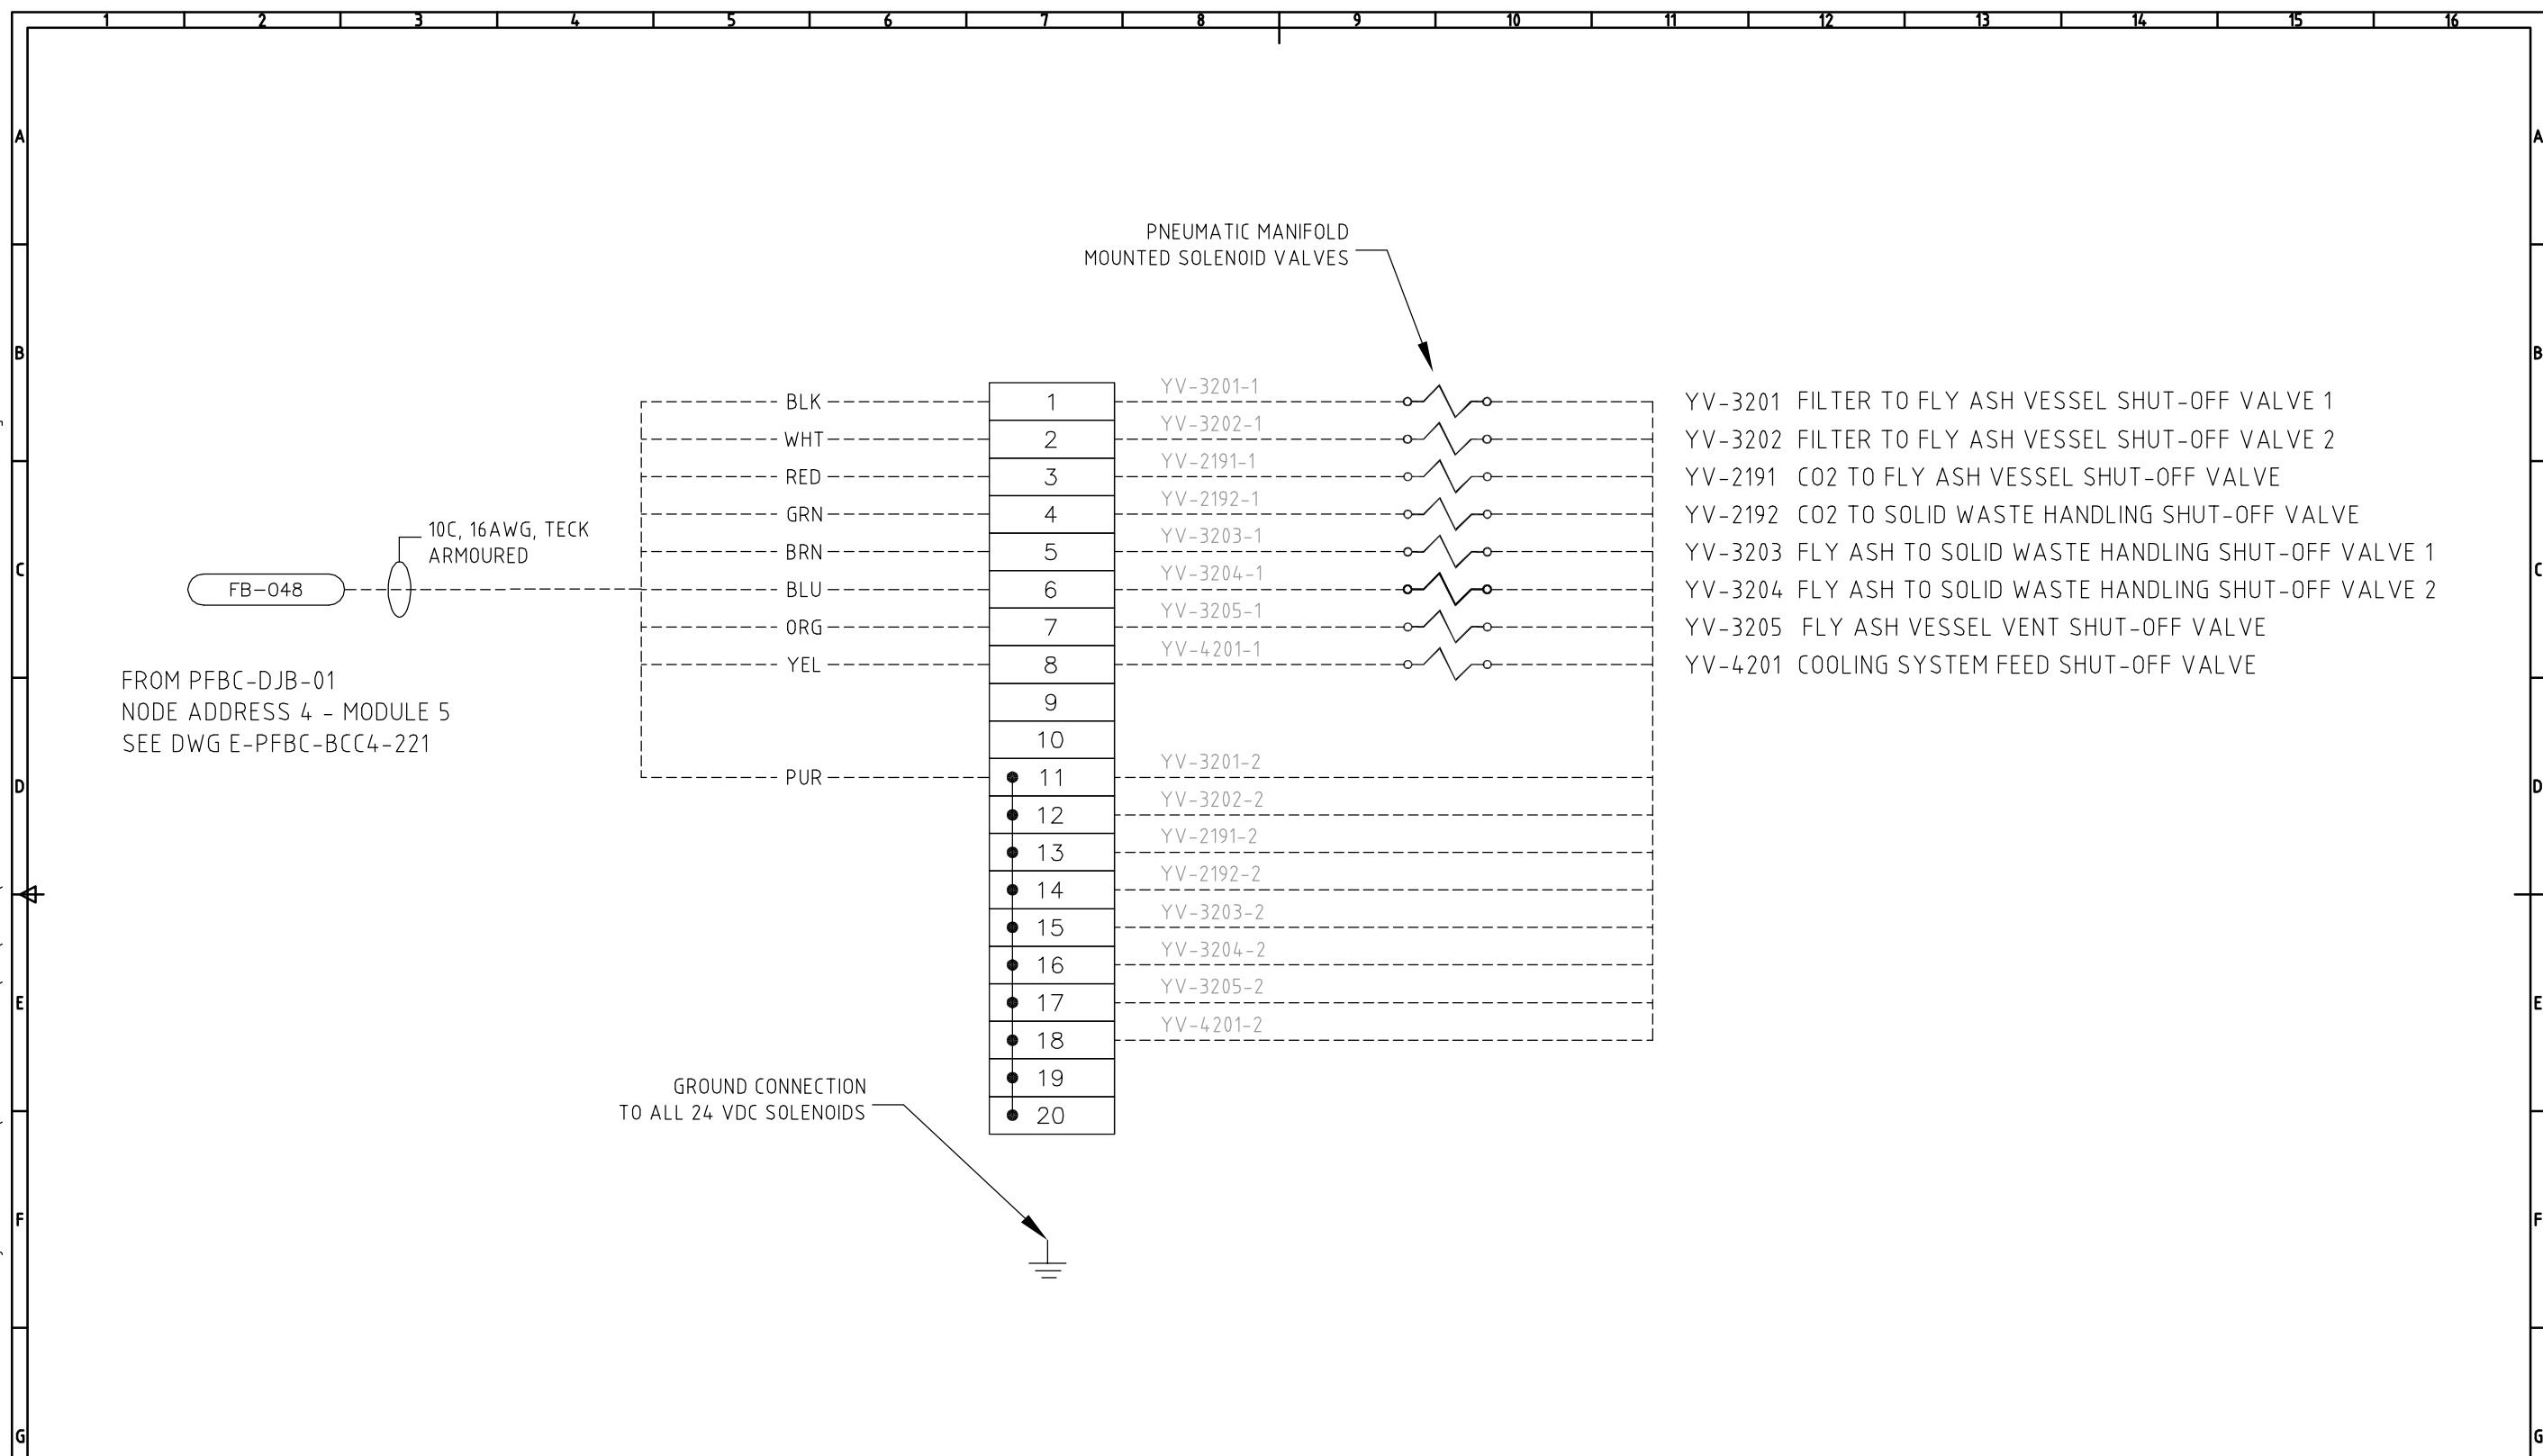 1 2 3 4 5 6 7 8 9 10 11 12 13 14 15 16
A A
PNEUMATIC MANIFOLD
MOUNTED SOLENOID VALVES
B B
BLK 1 YV-3201-1 YV-3201 FILTER TO FLY ASH VESSEL SHUT-OFF VALVE 1
WHT 2 YV-3202-1 YV-3202 FILTER TO FLY ASH VESSEL SHUT-OFF VALVE 2
RED 3 YV-2191-1 YV-2191 CO2 TO FLY ASH VESSEL SHUT-OFF VALVE
GRN 4 YV-2192-1 YV-2192 CO2 TO SOLID WASTE HANDLING SHUT-OFF VALVE
10C, 16AWG, TECK
ARMOURED
BRN 5 YV-3203-1 YV-3203 FLY ASH TO SOLID WASTE HANDLING SHUT-OFF VALVE 1
C C
FB-048
BLU 6 YV-3204-1 YV-3204 FLY ASH TO SOLID WASTE HANDLING SHUT-OFF VALVE 2
ORG 7 YV-3205-1 YV-3205 FLY ASH VESSEL VENT SHUT-OFF VALVE
YEL 8 YV-4201-1 YV-4201 COOLING SYSTEM FEED SHUT-OFF VALVE
FROM PFBC-DJB-01
NODE ADDRESS 4 - MODULE 5
SEE DWG E-PFBC-BCC4-221
9
10
PUR 11 YV-3201-2
D D
12 YV-3202-2
13 YV-2191-2
14 YV-2192-2
15 YV-3203-2
16 YV-3204-2
17 YV-3205-2
E E
18 YV-4201-2
19
20
GROUND CONNECTION
TO ALL 24 VDC SOLENOIDS
F F
G G